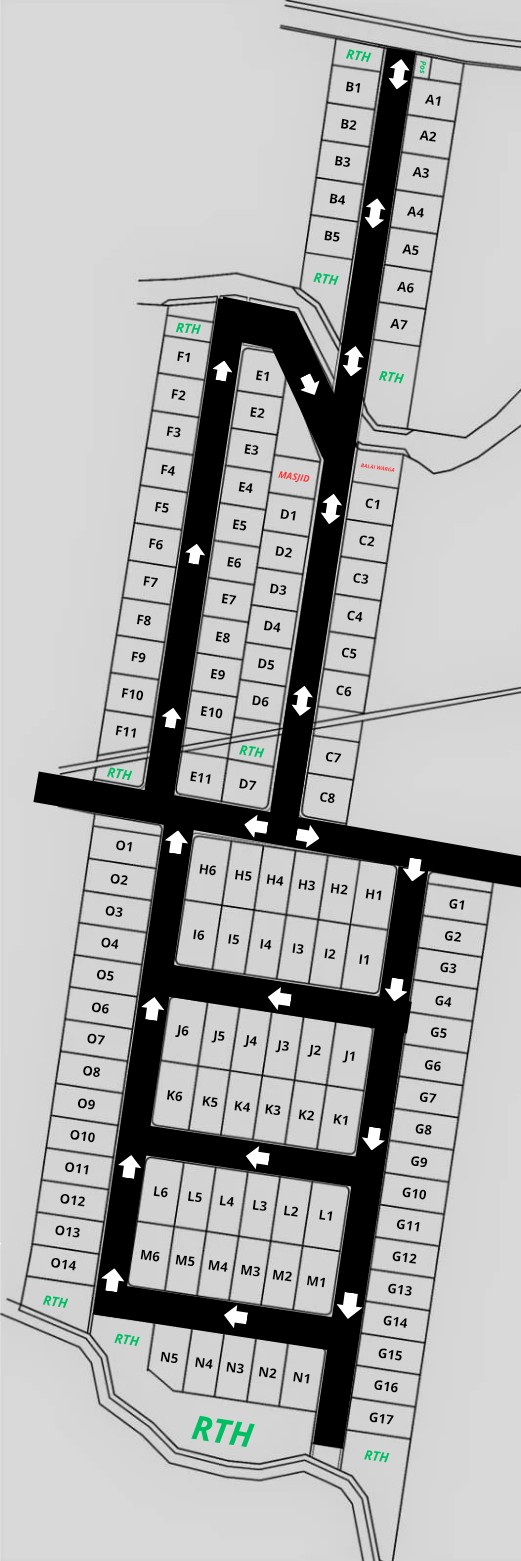 RTH
Pos
B1
A1
B2
A2
B3
A3
B4
A4
B5
A5
RTH
A6
A7
RTH
RTH
F1
E1
F2
E2
F3
E3
BALAI WARGA
F4
MASJID
E4
C1
F5
D1
E5
C2
F6
D2
E6
C3
F7
D3
E7
C4
F8
D4
E8
C5
F9
D5
E9
C6
F10
D6
E10
F11
RTH
C7
RTH
E11
D7
C8
O1
H6 H5 H4 H3 H2 H1
O2
G1
O3
G2
O4
I6 I5 I4 I3 I2 I1
G3
O5
G4
O6
G5
O7
J6 J5 J4 J3 J2 J1
G6
O8
G7
O9
K6 K5 K4 K3 K2 K1
G8
O10
G9
O11
G10
O12
L6 L5 L4 L3 L2 L1
G11
O13
G12
O14
M6 M5 M4 M3 M2 M1
G13
RTH
G14
RTH
N5 N4 N3 N2 N1
G15
G16
G17
RTH
RTH